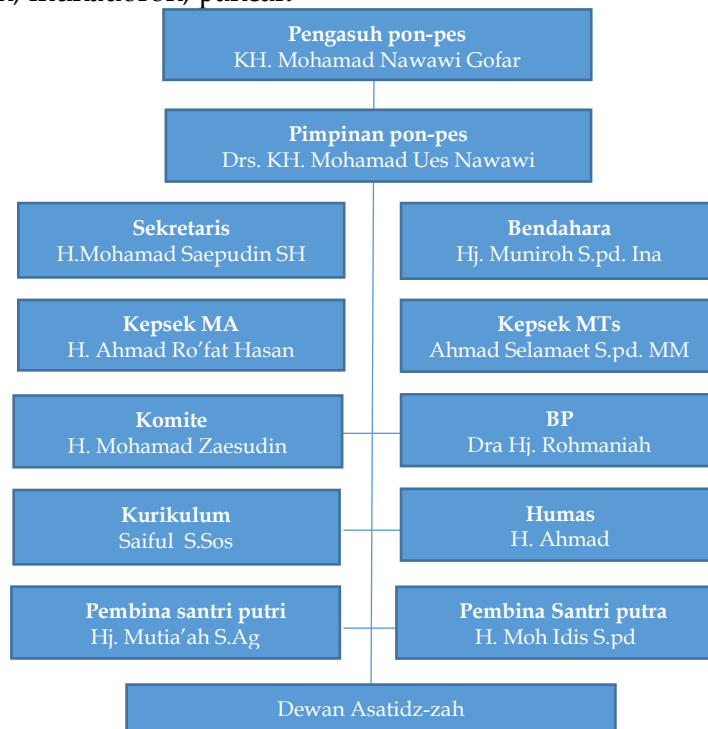 Pengasuh pon-pes
KH. Mohamad Nawawi Gofar
Pimpinan pon-pes
Drs. KH. Mohamad Ues Nawawi
Sekretaris
H.Mohamad Saepudin SH
Bendahara
Hj. Muniroh S.pd. Ina
Kepsek MA
H. Ahmad Ro’fat Hasan
Kepsek MTs
Ahmad Selamaet S.pd. MM
Komite
H. Mohamad Zaesudin
BP
Dra Hj. Rohmaniah
Kurikulum
Saiful S.Sos
Humas
H. Ahmad
Pembina santri putri
Hj. Mutia’ah S.Ag
Pembina Santri putra
H. Moh Idis S.pd
Dewan Asatidz-zah